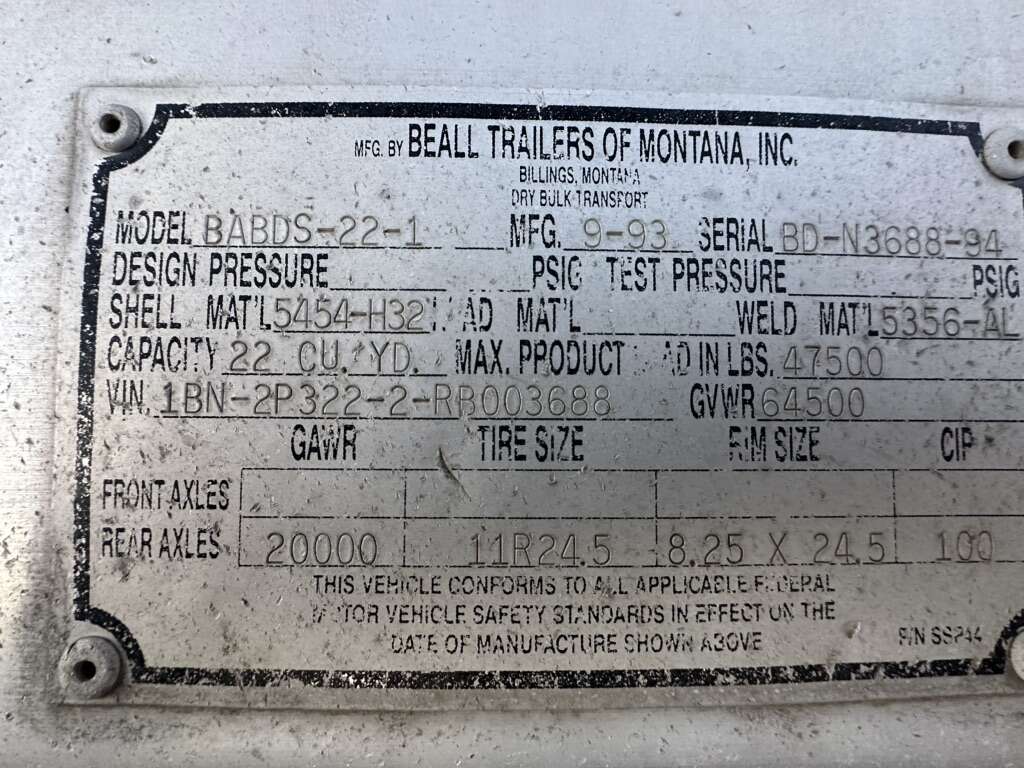 MFG. BY BEALL TRAILERS OF MONTANA, INC.
BILLINGS, MONTANA
DRY BULK TRANSPORT
MODEL BABDS-22-1 MFG. 9-93 SERIAL BD-N3688-94
DESIGN PRESSURE PSIG TEST PRESSURE PSIG
SHELL MAT'L 5454-H32 HEAD MAT'L WELD MAT'L 5356-AL
CAPACITY 22 CU. YD. MAX. PRODUCT LOAD IN LBS. 47500
VIN. 1BN-2P322-2-RB003688 GVWR 64500
GAWR TIRE SIZE RIM SIZE CIP
FRONT AXLES
REAR AXLES 20000 11R24.5 8.25 X 24.5 100
THIS VEHICLE CONFORMS TO ALL APPLICABLE FEDERAL
MOTOR VEHICLE SAFETY STANDARDS IN EFFECT ON THE
DATE OF MANUFACTURE SHOWN ABOVE
P/N SSP44